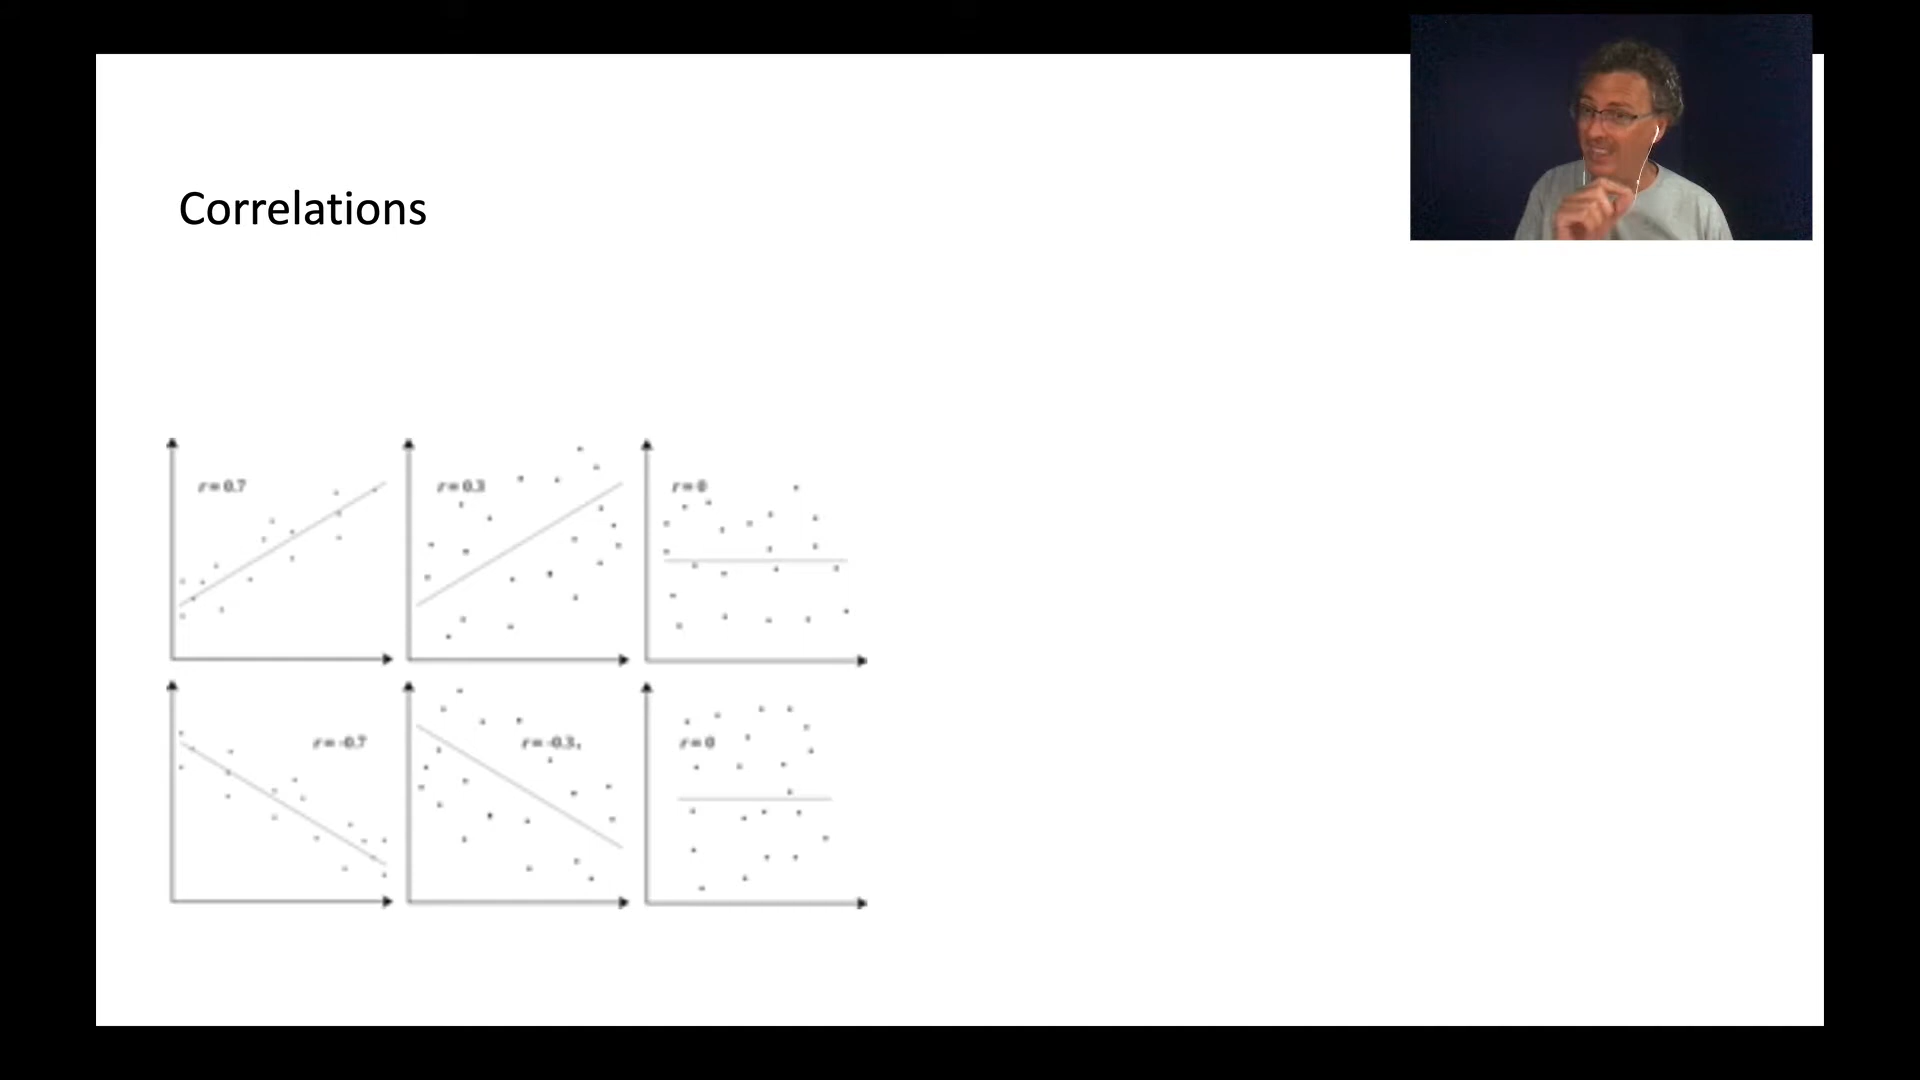 Correlations
r = 0.7
r = 0.3
r = 0
r = -0.7
r = -0.3,
r = 0